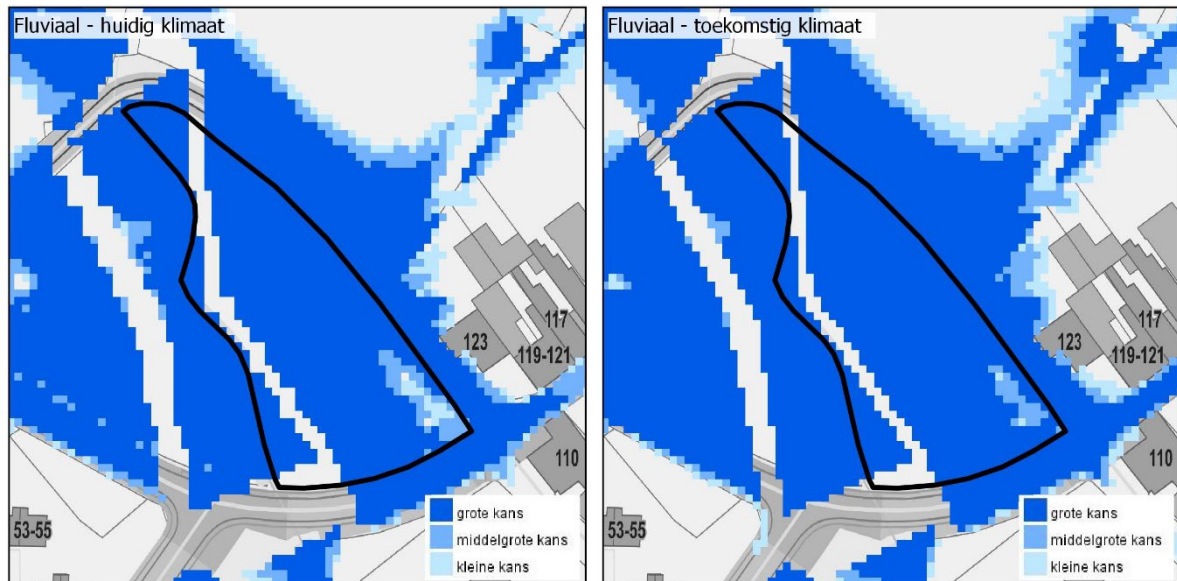 Fluviaal - huidig klimaat
123
117
119-121
110
53-55
grote kans
middelgrote kans
kleine kans
Fluviaal - toekomstig klimaat
123
117
119-121
110
53-55
grote kans
middelgrote kans
kleine kans